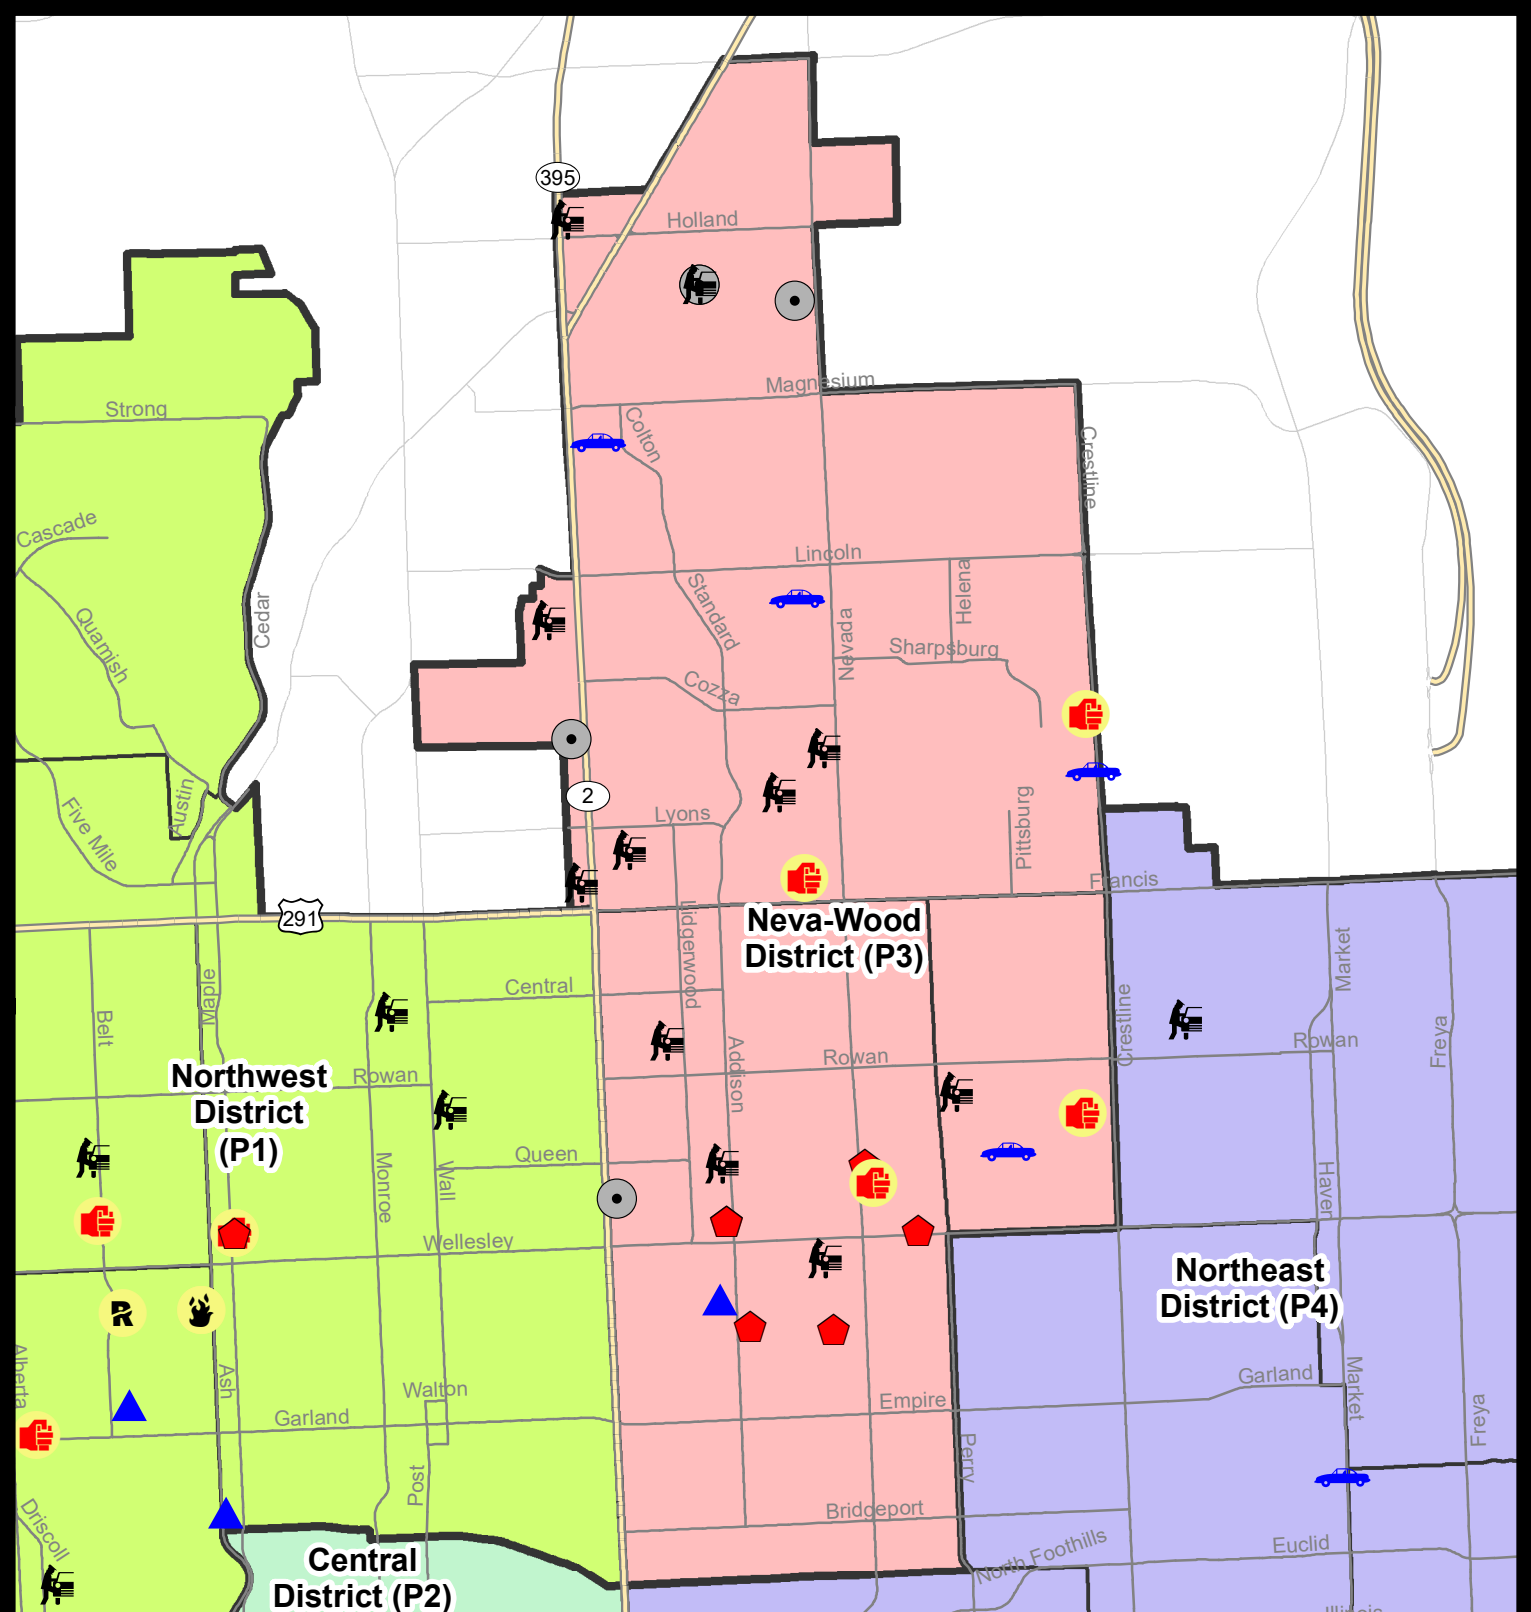 395
Holland
Magnesium
Strong
Colton
Crestline
Cascade
Lincoln
Helena
Standard
Cedar
Quamish
Nevada
Sharpsburg
Cozza
2
Austin
Lyons
Pittsburg
Five Mile
Francis
291
Neva-Wood
District (P3)
Lidgerwood
Market
Maple
Central
Belt
Crestline
Freya
Rowan
Addison
Rowan
Northwest
District
(P1)
Rowan
Queen
Monroe
Wall
Haven
Wellesley
Northeast
District (P4)
Alberta
Ash
Walton
Garland
Empire
Garland
Market
Freya
Perry
Post
Bridgeport
Driscoll
North Foothills
Euclid
Central
District (P2)
Illinois